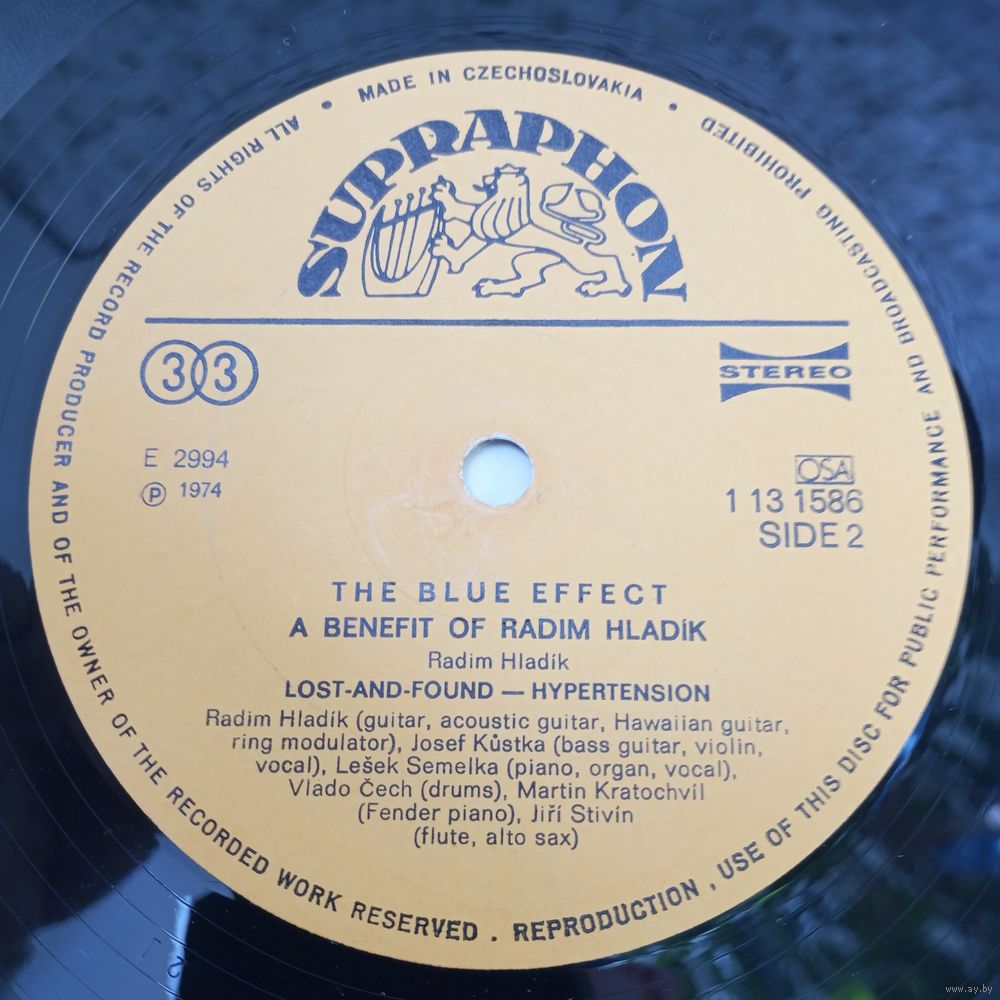 MADE IN CZECHOSLOVAKIA
SUPRAPHON
33
STEREO
E 2994
℗ 1974
OSA
1 13 1586
SIDE 2
THE BLUE EFFECT
A BENEFIT OF RADIM HLADÍK
Radim Hladík
LOST-AND-FOUND — HYPERTENSION
Radim Hladík (guitar, acoustic guitar, Hawaiian guitar,
ring modulator), Josef Kůstka (bass guitar, violin,
vocal), Lešek Semelka (piano, organ, vocal),
Vlado Čech (drums), Martin Kratochvíl
(Fender piano), Jiří Stivín
(flute, alto sax)
ALL RIGHTS OF THE RECORD PRODUCER AND OF THE OWNER OF THE RECORDED WORK RESERVED . REPRODUCTION , USE OF THIS DISC FOR PUBLIC PERFORMANCE AND BROADCASTING PROHIBITED
www.ay.by